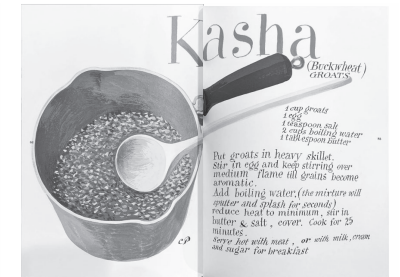 Kasha
(Buckwheat)
GROATS
1 cup groats
1 egg
1 teaspoon salt
2 cups boiling water
1 tablespoon butter
Put groats in heavy skillet.
Stir in egg and keep stirring over
medium flame till grains become
aromatic.
Add boiling water, (the mixture will
sputter and splash for seconds)
reduce heat to minimum, stir in
butter & salt, cover. Cook for 25
minutes.
Serve hot with meat, or with milk, cream
and sugar for breakfast
CP